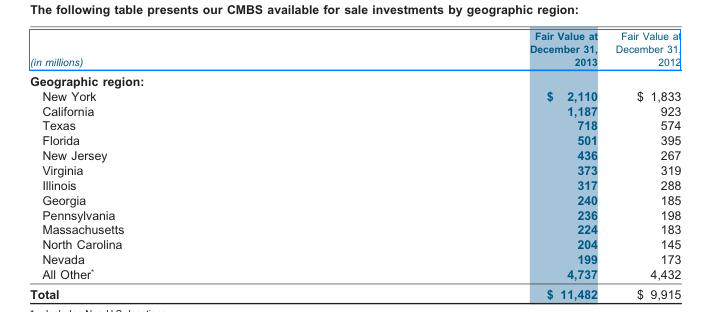 The following table presents our CMBS available for sale investments by geographic region:
Fair Value at Fair Value at
December 31, December 31,
(in millions) 2013 2012
Geographic region:
New York $ 2,110 $ 1,833
California 1,187 923
Texas 718 574
Florida 501 395
New Jersey 436 267
Virginia 373 319
Illinois 317 288
Georgia 240 185
Pennsylvania 236 198
Massachusetts 224 183
North Carolina 204 145
Nevada 199 173
All Other* 4,737 4,432
Total $ 11,482 $ 9,915